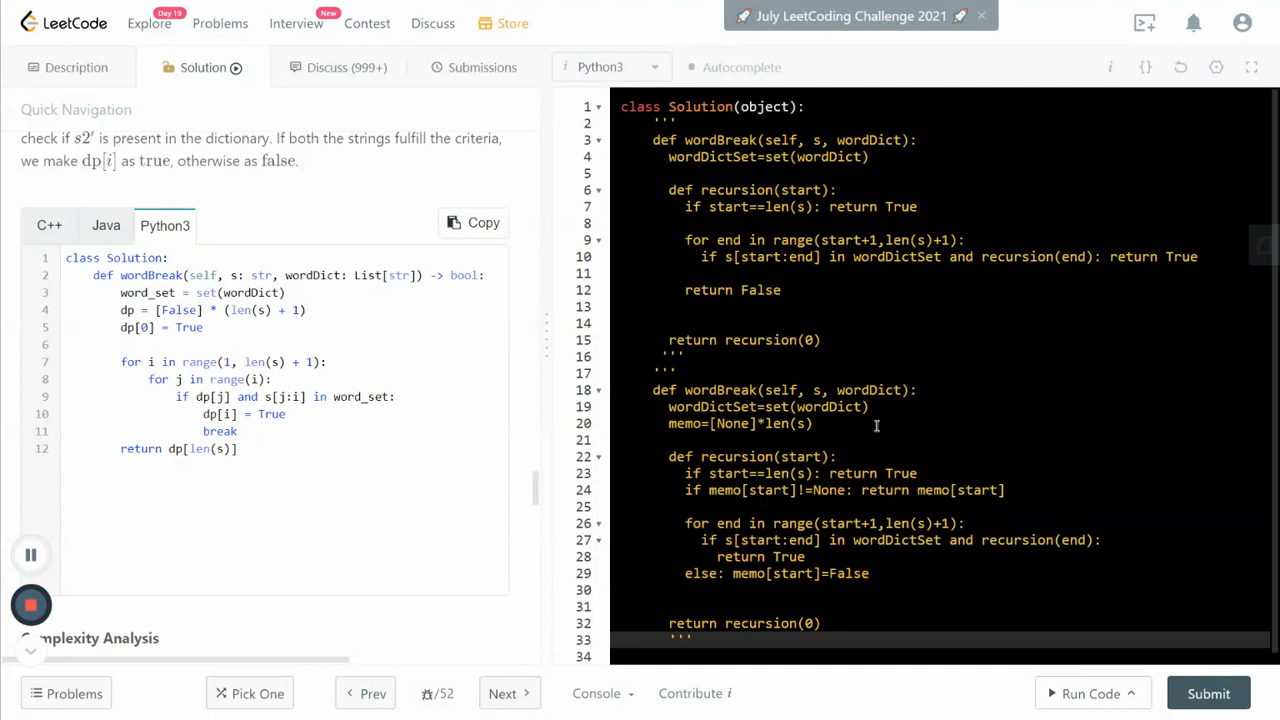 LeetCode
Day 19
Explore
Problems
New
Interview
Contest
Discuss
Store
🚀 July LeetCoding Challenge 2021 🚀 ×
Description
Solution
Discuss (999+)
Submissions
i Python3
Autocomplete
i {}
Quick Navigation
check if s2′ is present in the dictionary. If both the strings fulfill the criteria,
we make dp[i] as true, otherwise as false.
C++ Java Python3
Copy
1 class Solution:
2 def wordBreak(self, s: str, wordDict: List[str]) -> bool:
3 word_set = set(wordDict)
4 dp = [False] * (len(s) + 1)
5 dp[0] = True
6
7 for i in range(1, len(s) + 1):
8 for j in range(i):
9 if dp[j] and s[j:i] in word_set:
10 dp[i] = True
11 break
12 return dp[len(s)]
Complexity Analysis
1 class Solution(object):
2 '''
3 def wordBreak(self, s, wordDict):
4 wordDictSet=set(wordDict)
5
6 def recursion(start):
7 if start==len(s): return True
8
9 for end in range(start+1,len(s)+1):
10 if s[start:end] in wordDictSet and recursion(end): return True
11
12 return False
13
14
15 return recursion(0)
16 '''
17 '''
18 def wordBreak(self, s, wordDict):
19 wordDictSet=set(wordDict)
20 memo=[None]*len(s)
21
22 def recursion(start):
23 if start==len(s): return True
24 if memo[start]!=None: return memo[start]
25
26 for end in range(start+1,len(s)+1):
27 if s[start:end] in wordDictSet and recursion(end):
28 return True
29 else: memo[start]=False
30
31
32 return recursion(0)
33 '''
34
Problems
Pick One
Prev
/52
Next
Console
Contribute i
Run Code
Submit